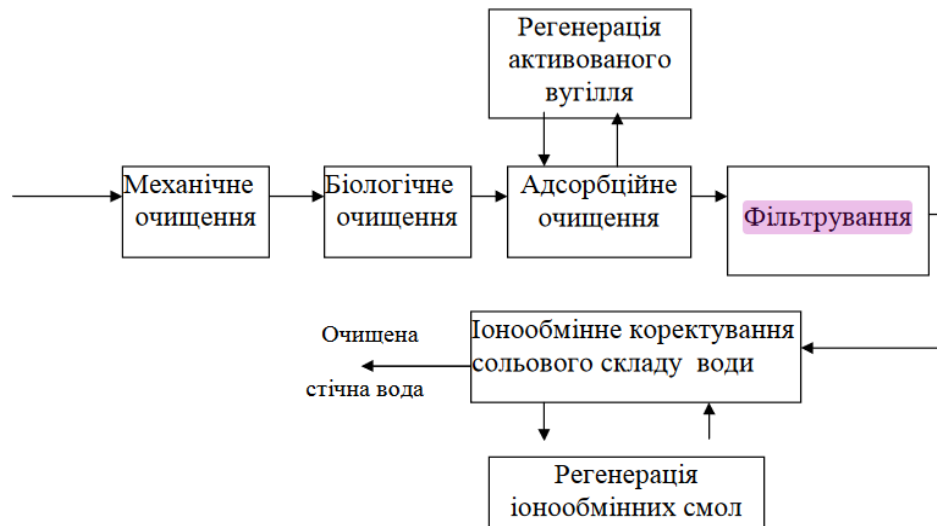 Регенерація
активованого
вугілля
Механічне
очищення
Біологічне
очищення
Адсорбційне
очищення
Фільтрування
Іонообмінне коректування
сольового складу води
Очищена
стічна вода
Регенерація
іонообмінних смол